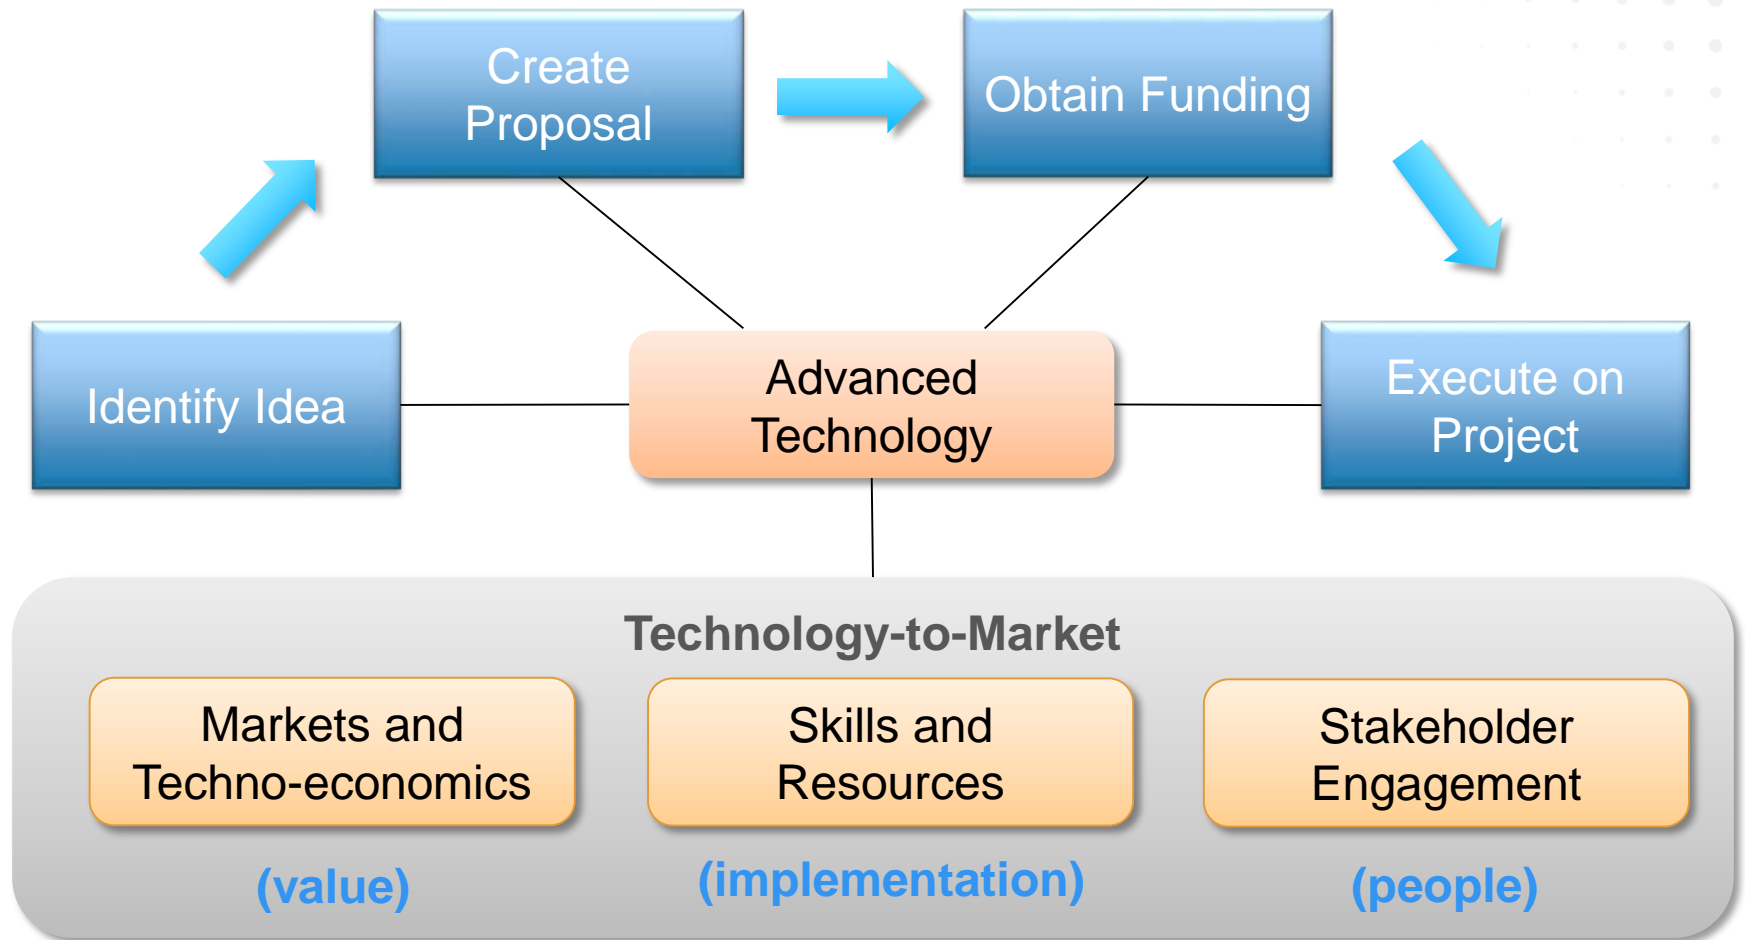 Create
Proposal
Obtain Funding
Identify Idea
Advanced
Technology
Execute on
Project
Technology-to-Market
Markets and
Techno-economics
Skills and
Resources
Stakeholder
Engagement
(value)
(implementation)
(people)